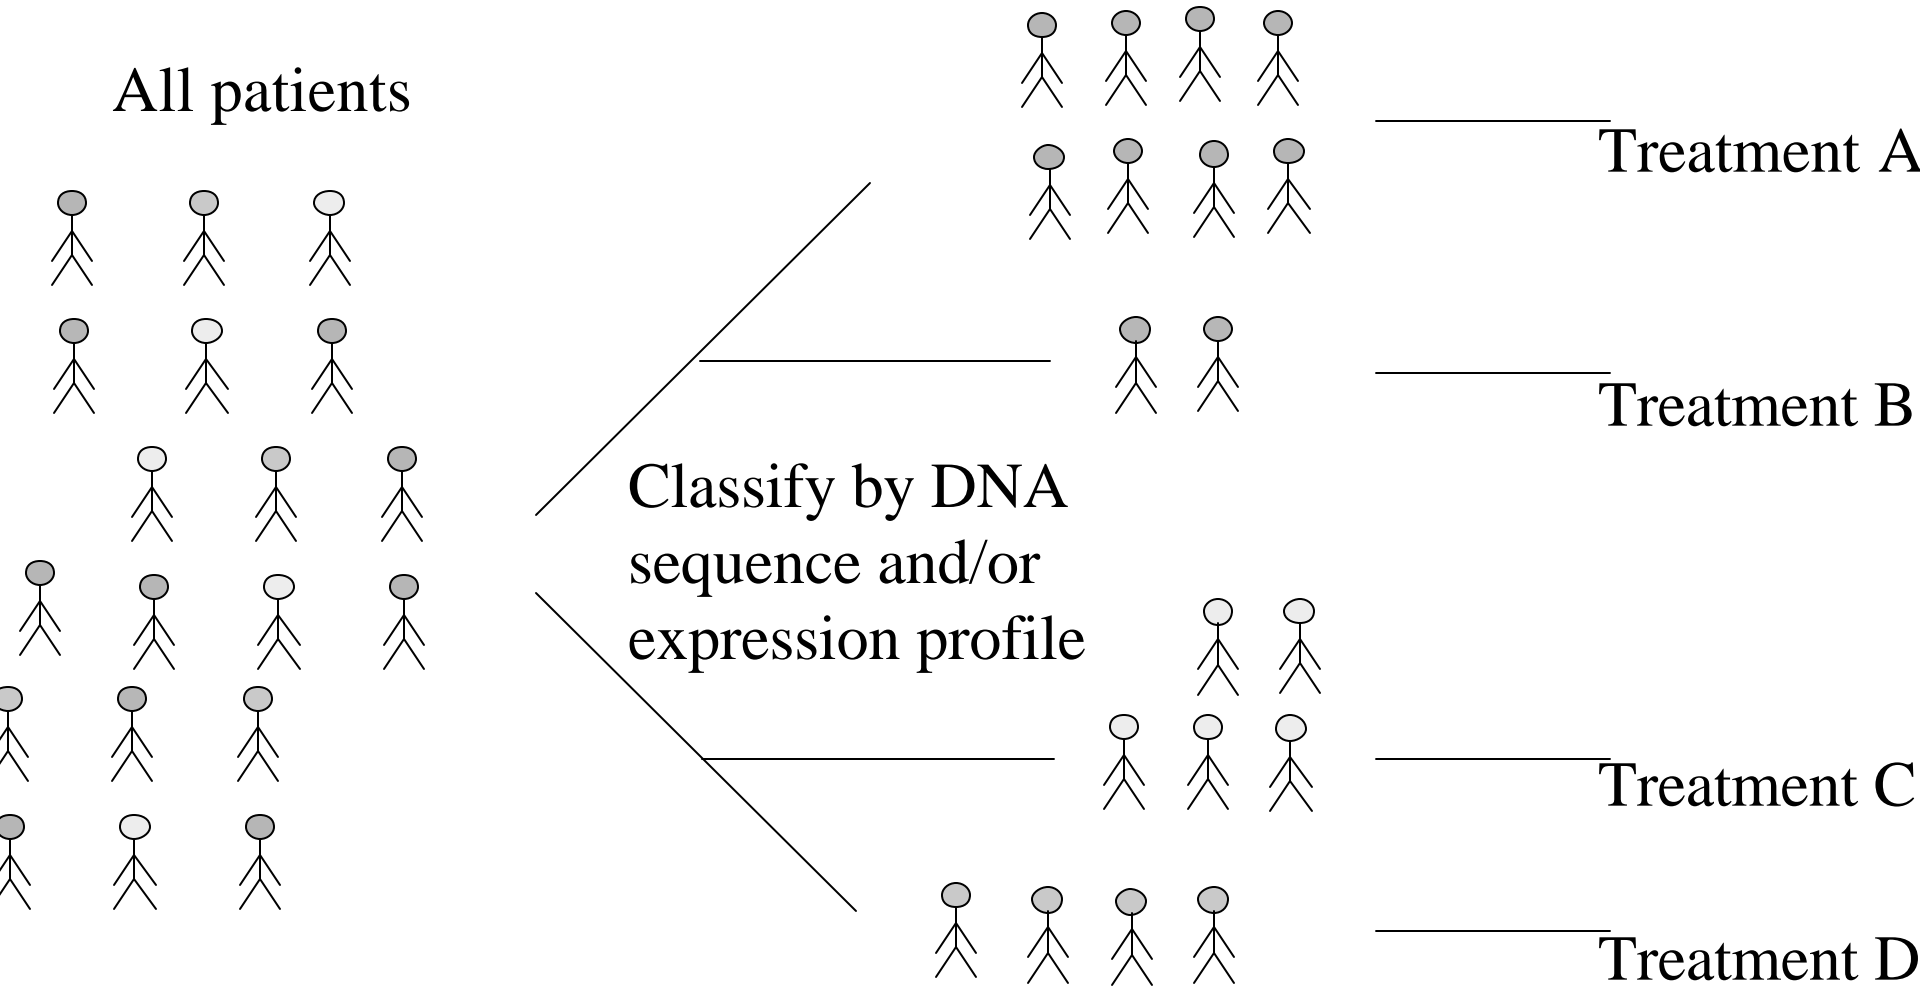 All patients
Treatment A
Treatment B
Classify by DNA
sequence and/or
expression profile
Treatment C
Treatment D